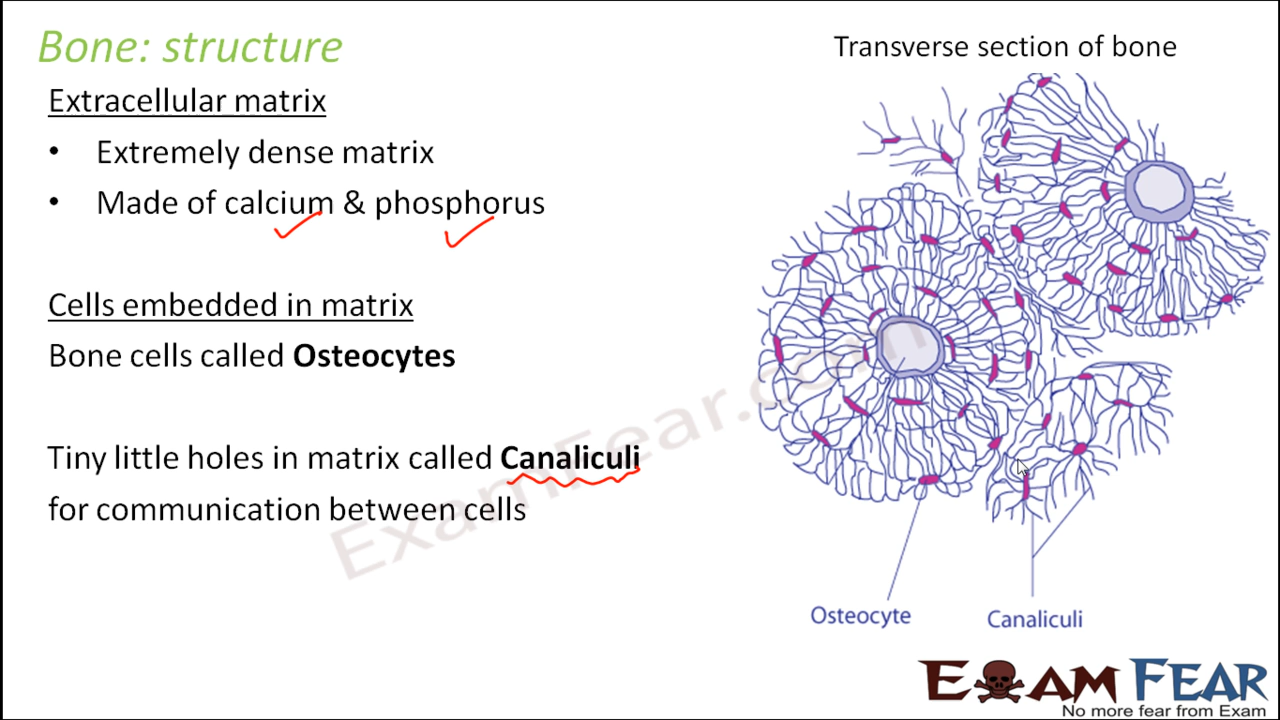 Bone: structure
Extracellular matrix
• Extremely dense matrix
• Made of calcium & phosphorus
Cells embedded in matrix
Bone cells called Osteocytes
Tiny little holes in matrix called Canaliculi
for communication between cells
Transverse section of bone
Osteocyte
Canaliculi
ExamFear.com
EXAM FEAR
No more fear from Exam